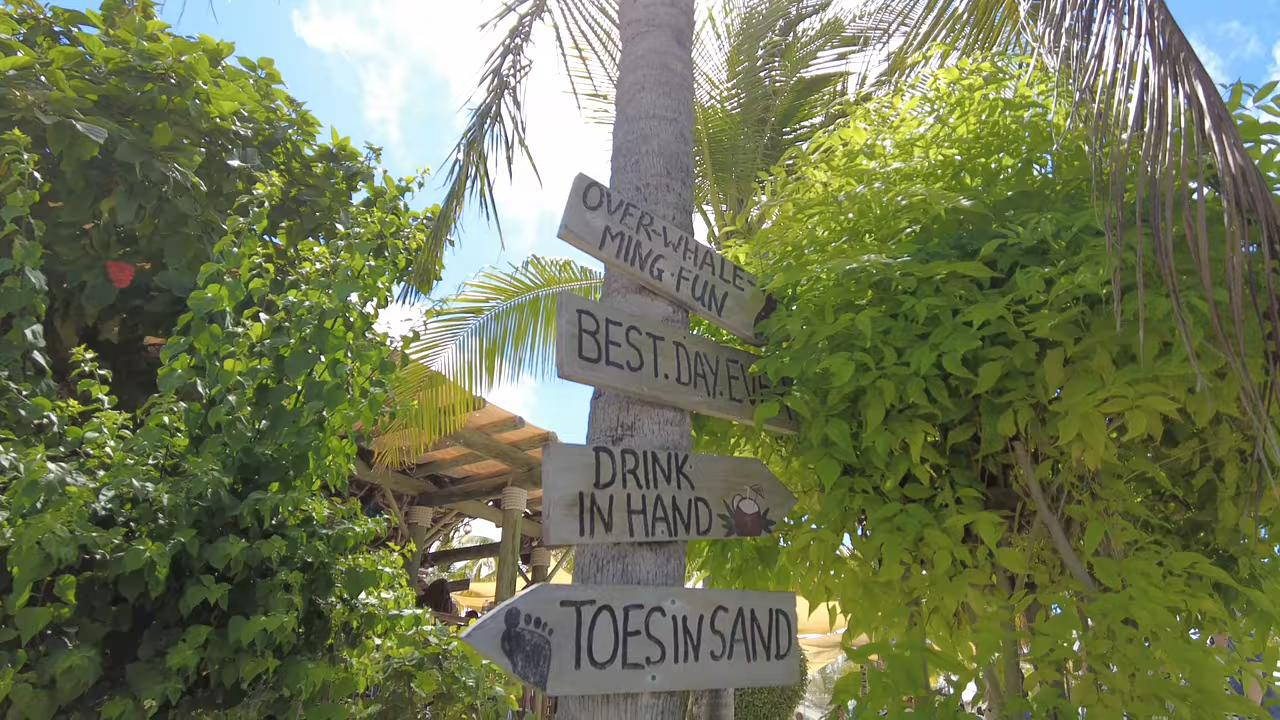 OVER-WHALE-
MING·FUN
BEST.DAY.EVE
DRINK
IN HAND
TOES IN SAND